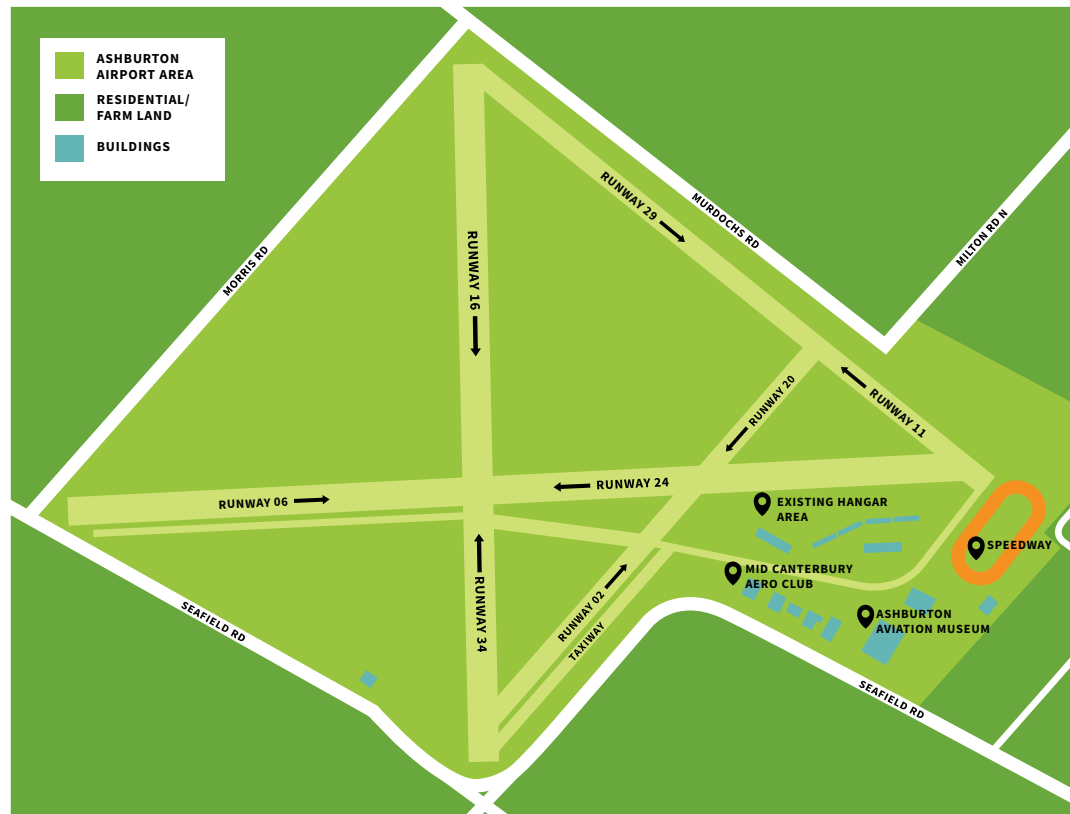 ASHBURTON
AIRPORT AREA
RESIDENTIAL/
FARM LAND
BUILDINGS
MORRIS RD
RUNWAY 16
RUNWAY 29
MURDOCHS RD
MILTON RD N
RUNWAY 20
RUNWAY 11
RUNWAY 06
RUNWAY 24
EXISTING HANGAR
AREA
SPEEDWAY
MID CANTERBURY
AERO CLUB
RUNWAY 34
RUNWAY 02
TAXIWAY
ASHBURTON
AVIATION MUSEUM
SEAFIELD RD
SEAFIELD RD